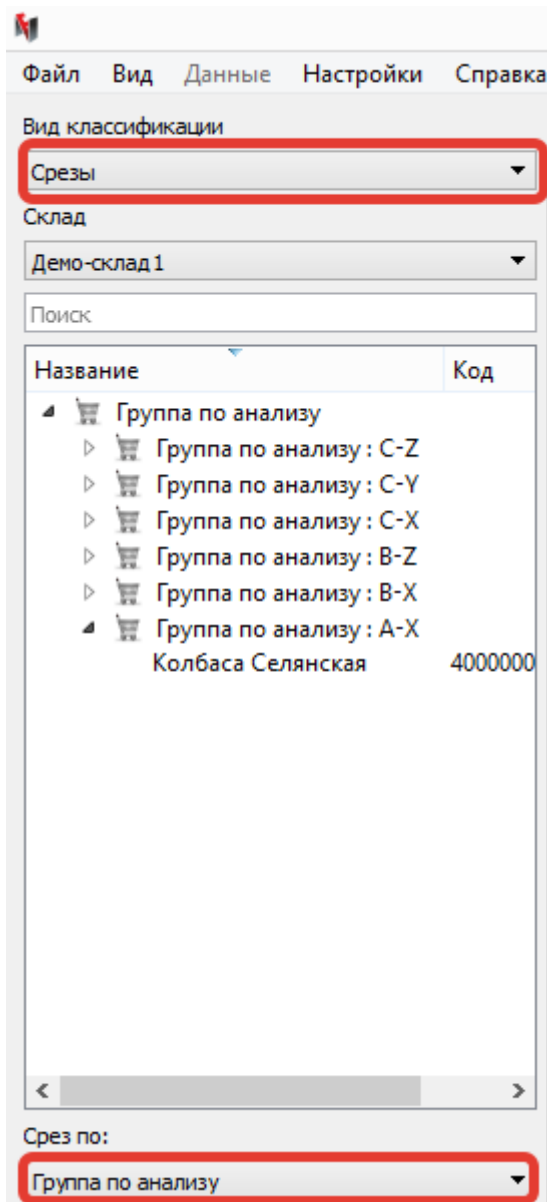 Файл Вид Данные Настройки Справка
Вид классификации
Срезы
Склад
Демо-склад 1
Поиск
Название Код
Группа по анализу
Группа по анализу : C-Z
Группа по анализу : C-Y
Группа по анализу : C-X
Группа по анализу : B-Z
Группа по анализу : B-X
Группа по анализу : A-X
Колбаса Селянская 4000000
Срез по:
Группа по анализу